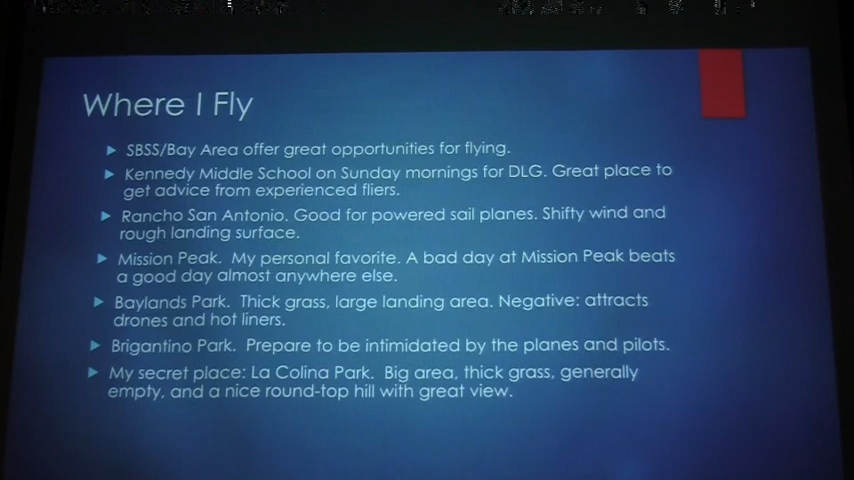 Where I Fly
SBSS/Bay Area offer great opportunities for flying.
Kennedy Middle School on Sunday mornings for DLG. Great place to
get advice from experienced fliers.
Rancho San Antonio. Good for powered sail planes. Shifty wind and
rough landing surface.
Mission Peak.  My personal favorite. A bad day at Mission Peak beats
a good day almost anywhere else.
Baylands Park.  Thick grass, large landing area. Negative: attracts
drones and hot liners.
Brigantino Park.  Prepare to be intimidated by the planes and pilots.
My secret place: La Colina Park.  Big area, thick grass, generally
empty, and a nice round-top hill with great view.